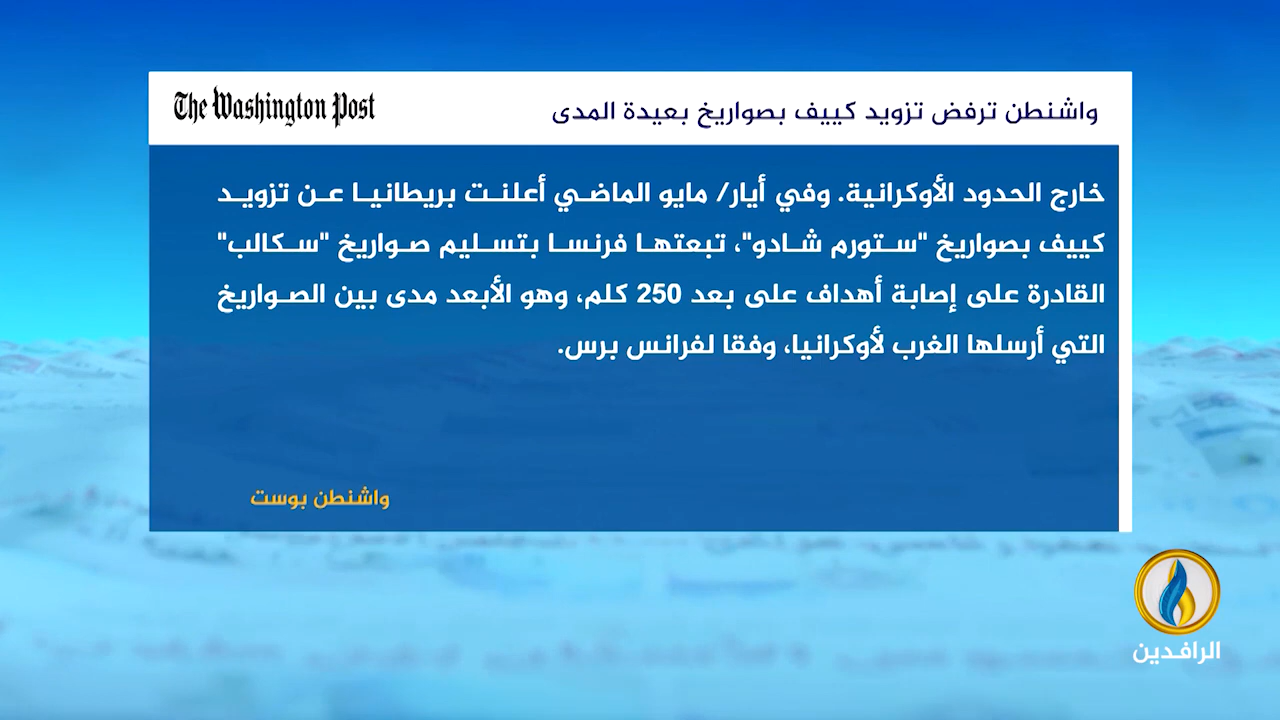 The Washington Post
واشنطن ترفض تزويد كييف بصواريخ بعيدة المدى
خارج الحدود الأوكرانية. وفي أيار/ مايو الماضي أعلنت بريطانيا عن تزويد
كييف بصواريخ "ستورم شادو"، تبعتها فرنسا بتسليم صواريخ "سكالب"
القادرة على إصابة أهداف على بعد 250 كلم، وهو الأبعد مدى بين الصواريخ
التي أرسلها الغرب لأوكرانيا، وفقا لفرانس برس.
واشنطن بوست
الرافدين